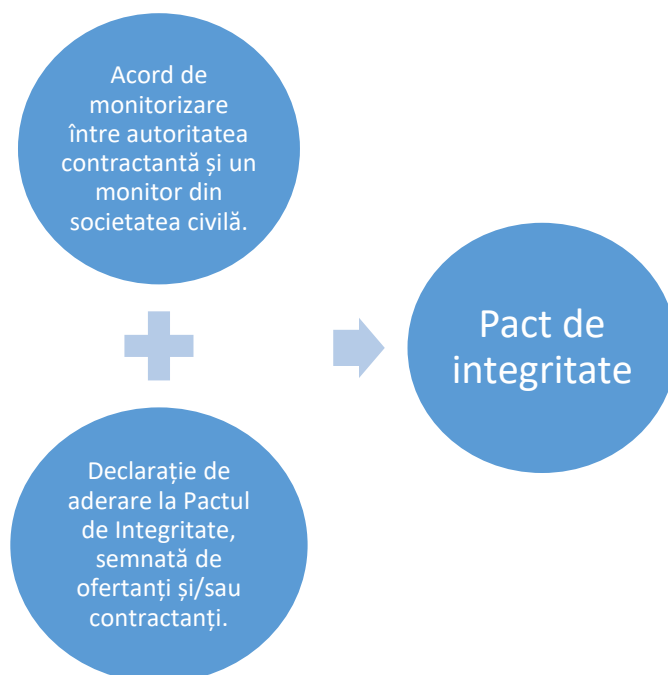 Acord de
monitorizare
între autoritatea
contractantă și un
monitor din
societatea civilă.
Declarație de
aderare la Pactul
de Integritate,
semnată de
ofertanți și/sau
contractanți.
Pact de
integritate